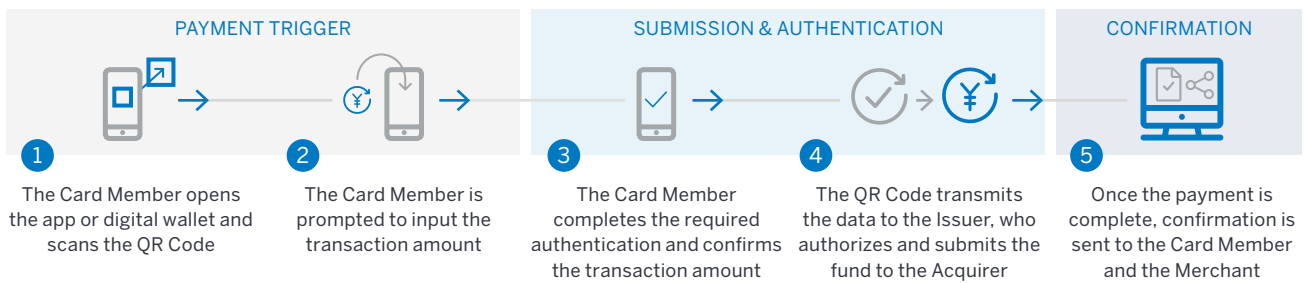 PAYMENT TRIGGER
SUBMISSION & AUTHENTICATION
CONFIRMATION
¥
¥
1
The Card Member opens
the app or digital wallet and
scans the QR Code
2
The Card Member is
prompted to input the
transaction amount
3
The Card Member
completes the required
authentication and confirms
the transaction amount
4
The QR Code transmits
the data to the Issuer, who
authorizes and submits the
fund to the Acquirer
5
Once the payment is
complete, confirmation is
sent to the Card Member
and the Merchant